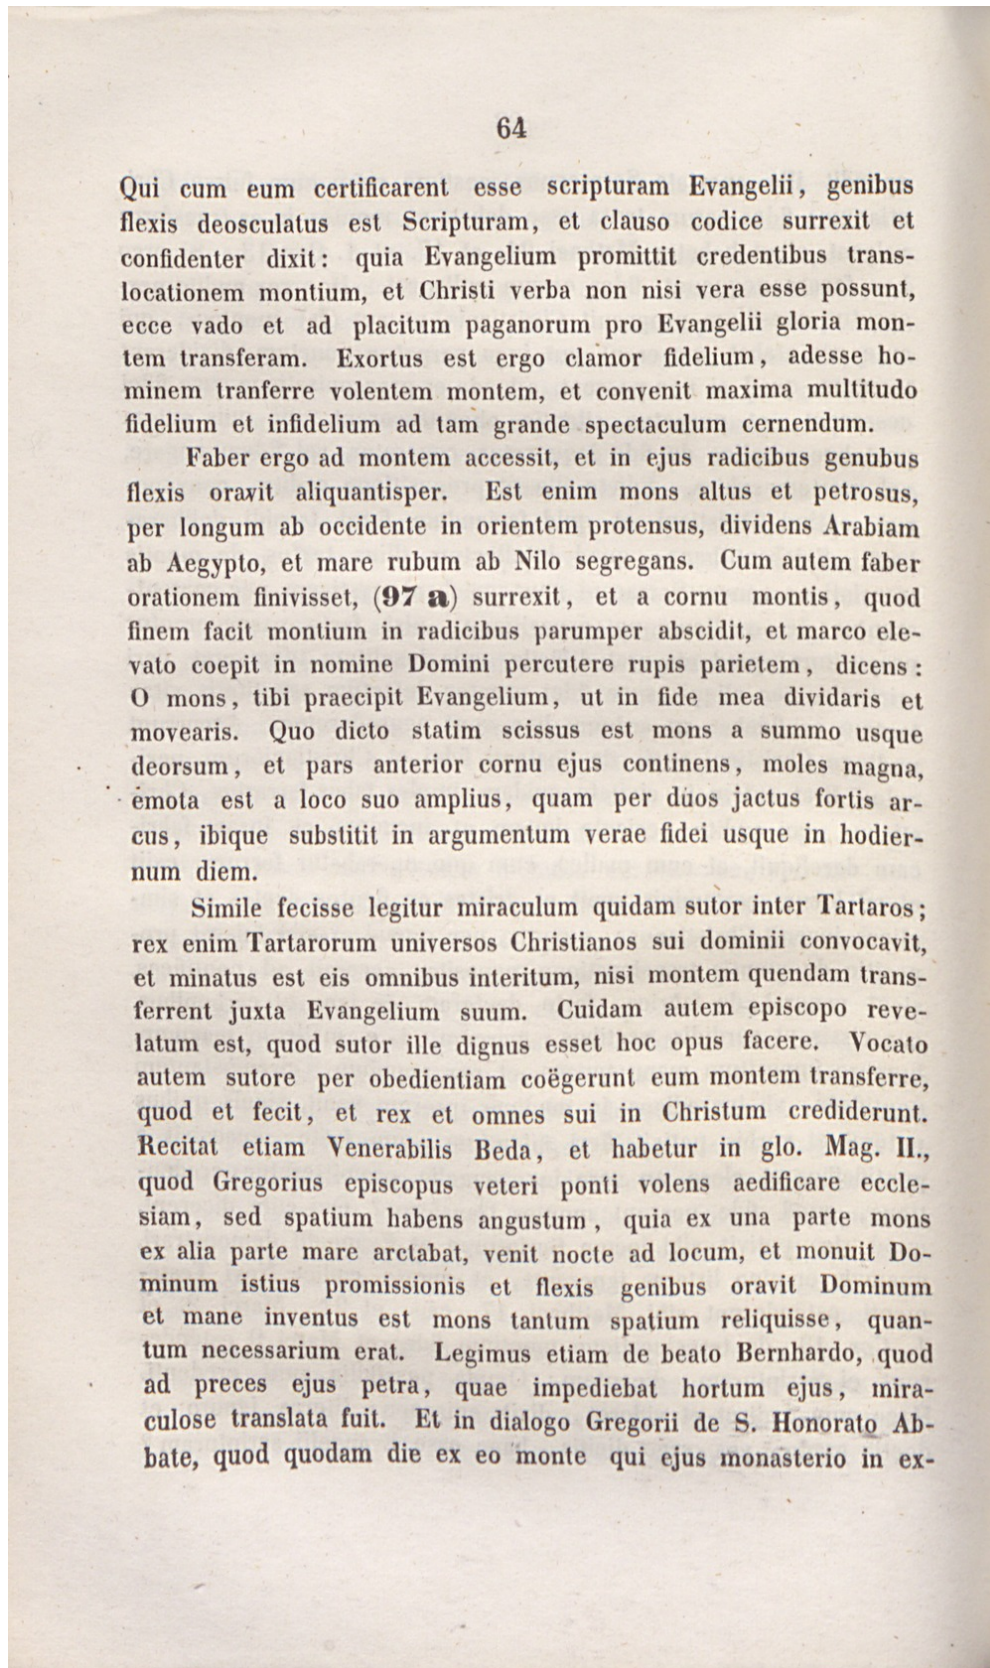 64
Qui cum eum certificarent esse scripturam Evangelii, genibus
flexis deosculatus est Scripturam, et clauso codice surrexit et
confidenter dixit: quia Evangelium promittit credentibus trans-
locationem montium, et Christi verba non nisi vera esse possunt,
ecce vado et ad placitum paganorum pro Evangelii gloria mon-
tem transferam. Exortus est ergo clamor fidelium, adesse ho-
minem tranferre volentem montem, et convenit maxima multitudo
fidelium et infidelium ad tam grande spectaculum cernendum.
Faber ergo ad montem accessit, et in ejus radicibus genubus
flexis oravit aliquantisper. Est enim mons altus et petrosus,
per longum ab occidente in orientem protensus, dividens Arabiam
ab Aegypto, et mare rubum ab Nilo segregans. Cum autem faber
orationem finivisset, (97 a) surrexit, et a cornu montis, quod
finem facit montium in radicibus parumper abscidit, et marco ele-
vato coepit in nomine Domini percutere rupis parietem, dicens:
O mons, tibi praecipit Evangelium, ut in fide mea dividaris et
movearis. Quo dicto statim scissus est mons a summo usque
deorsum, et pars anterior cornu ejus continens, moles magna,
emota est a loco suo amplius, quam per duos jactus fortis ar-
cus, ibique substitit in argumentum verae fidei usque in hodier-
num diem.
Simile fecisse legitur miraculum quidam sutor inter Tartaros;
rex enim Tartarorum universos Christianos sui dominii convocavit,
et minatus est eis omnibus interitum, nisi montem quendam trans-
ferrent juxta Evangelium suum. Cuidam autem episcopo reve-
latum est, quod sutor ille dignus esset hoc opus facere. Vocato
autem sutore per obedientiam coëgerunt eum montem transferre,
quod et fecit, et rex et omnes sui in Christum crediderunt.
Recitat etiam Venerabilis Beda, et habetur in glo. Mag. II.,
quod Gregorius episcopus veteri ponti volens aedificare eccle-
siam, sed spatium habens angustum, quia ex una parte mons
ex alia parte mare arctabat, venit nocte ad locum, et monuit Do-
minum istius promissionis et flexis genibus oravit Dominum
et mane inventus est mons tantum spatium reliquisse, quan-
tum necessarium erat. Legimus etiam de beato Bernhardo, quod
ad preces ejus petra, quae impediebat hortum ejus, mira-
culose translata fuit. Et in dialogo Gregorii de S. Honorato Ab-
bate, quod quodam die ex eo monte qui ejus monasterio in ex-